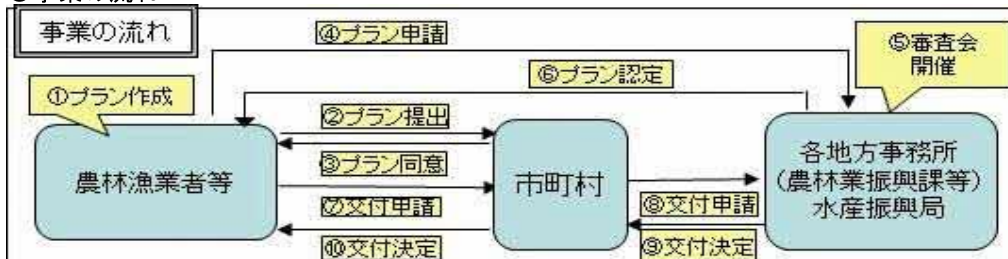 事業の流れ
④プラン申請
⑤審査会
開催
⑥プラン認定
①プラン作成
②プラン提出
③プラン同意
農林漁業者等
市町村
各地方事務所
(農林業振興課等)
水産振興局
⑦交付申請
⑧交付申請
⑩交付決定
⑨交付決定